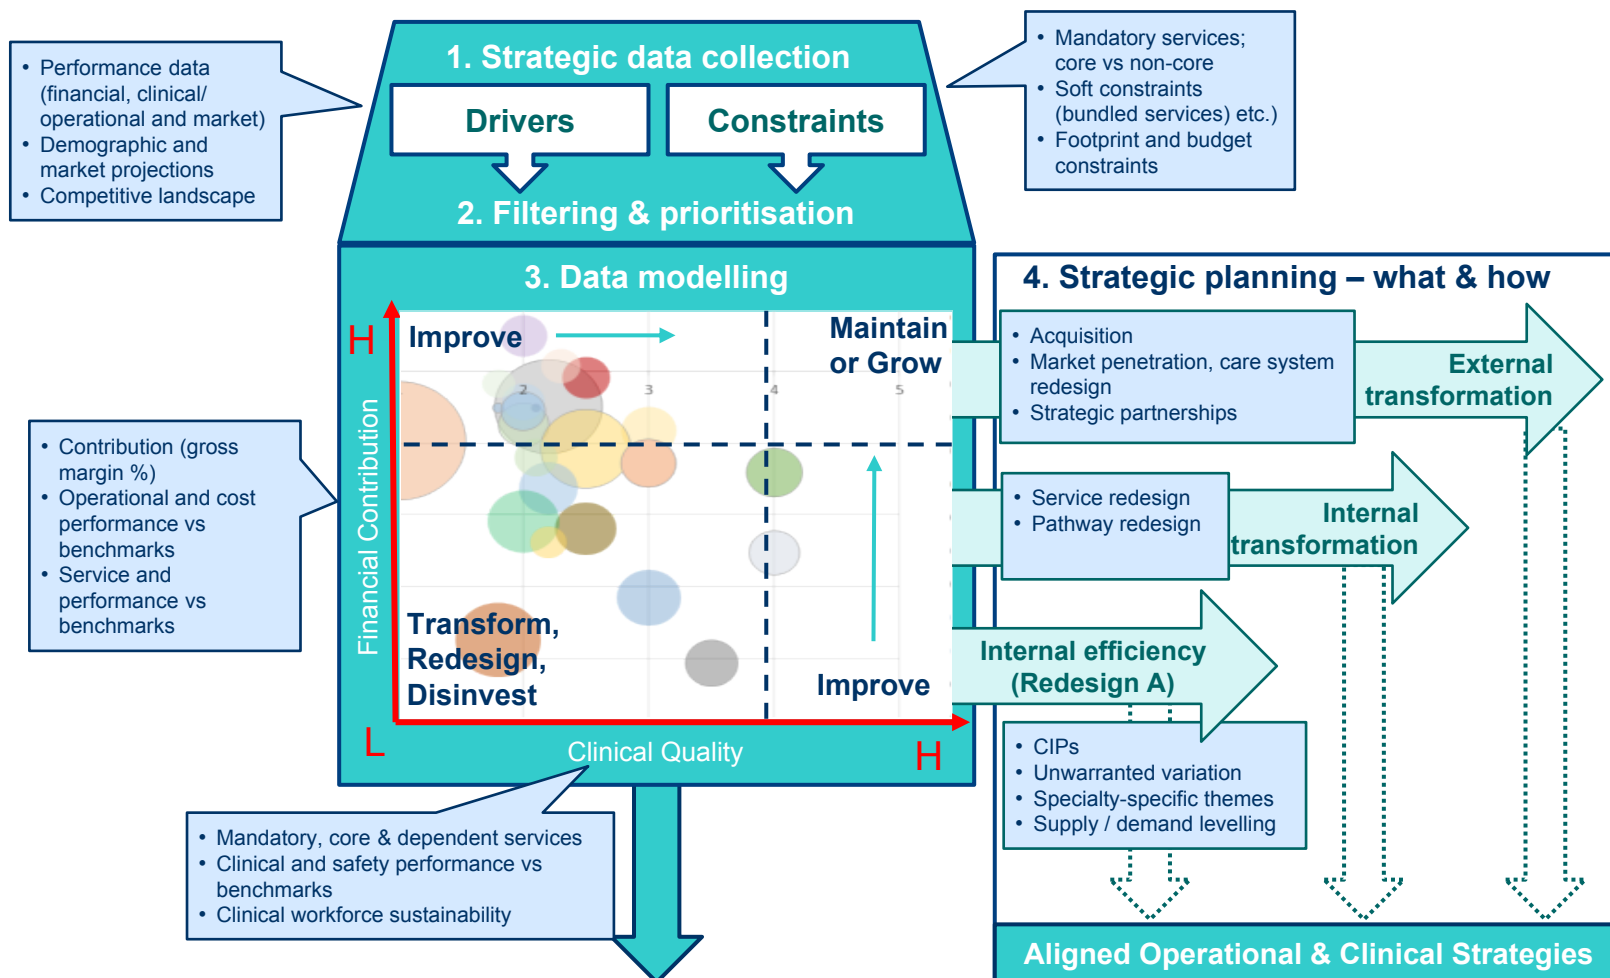 1. Strategic data collection
Drivers
Constraints
2. Filtering & prioritisation
• Performance data
(financial, clinical/
operational and market)
• Demographic and
market projections
• Competitive landscape
• Mandatory services;
core vs non-core
• Soft constraints
(bundled services) etc.)
• Footprint and budget
constraints
3. Data modelling
H
Improve
Maintain
or Grow
2
3
4
5
Financial Contribution
Transform,
Redesign,
Disinvest
Improve
L
Clinical Quality
H
• Contribution (gross
margin %)
• Operational and cost
performance vs
benchmarks
• Service and
performance vs
benchmarks
• Mandatory, core & dependent services
• Clinical and safety performance vs
benchmarks
• Clinical workforce sustainability
4. Strategic planning – what & how
• Acquisition
• Market penetration, care system
redesign
• Strategic partnerships
External
transformation
• Service redesign
• Pathway redesign
Internal
transformation
Internal efficiency
(Redesign A)
• CIPs
• Unwarranted variation
• Specialty-specific themes
• Supply / demand levelling
Aligned Operational & Clinical Strategies